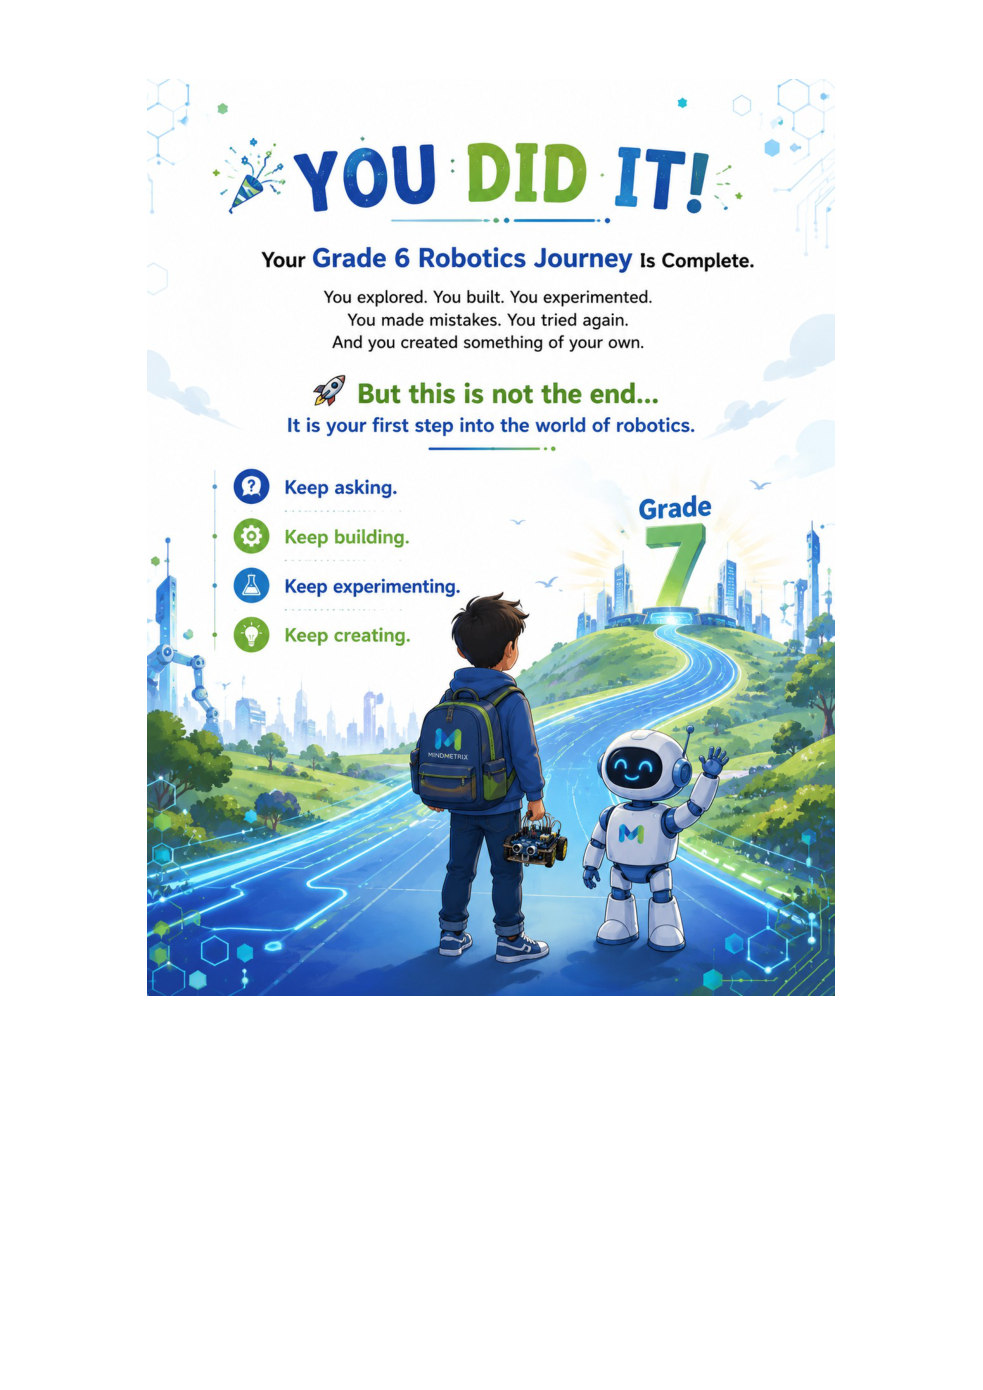 YOU DID IT!
Your Grade 6 Robotics Journey Is Complete.
You explored. You built. You experimented.
You made mistakes. You tried again.
And you created something of your own.
But this is not the end...
It is your first step into the world of robotics.
Keep asking.
Keep building.
Keep experimenting.
Keep creating.
Grade
7
M
MINDMETRIX
M